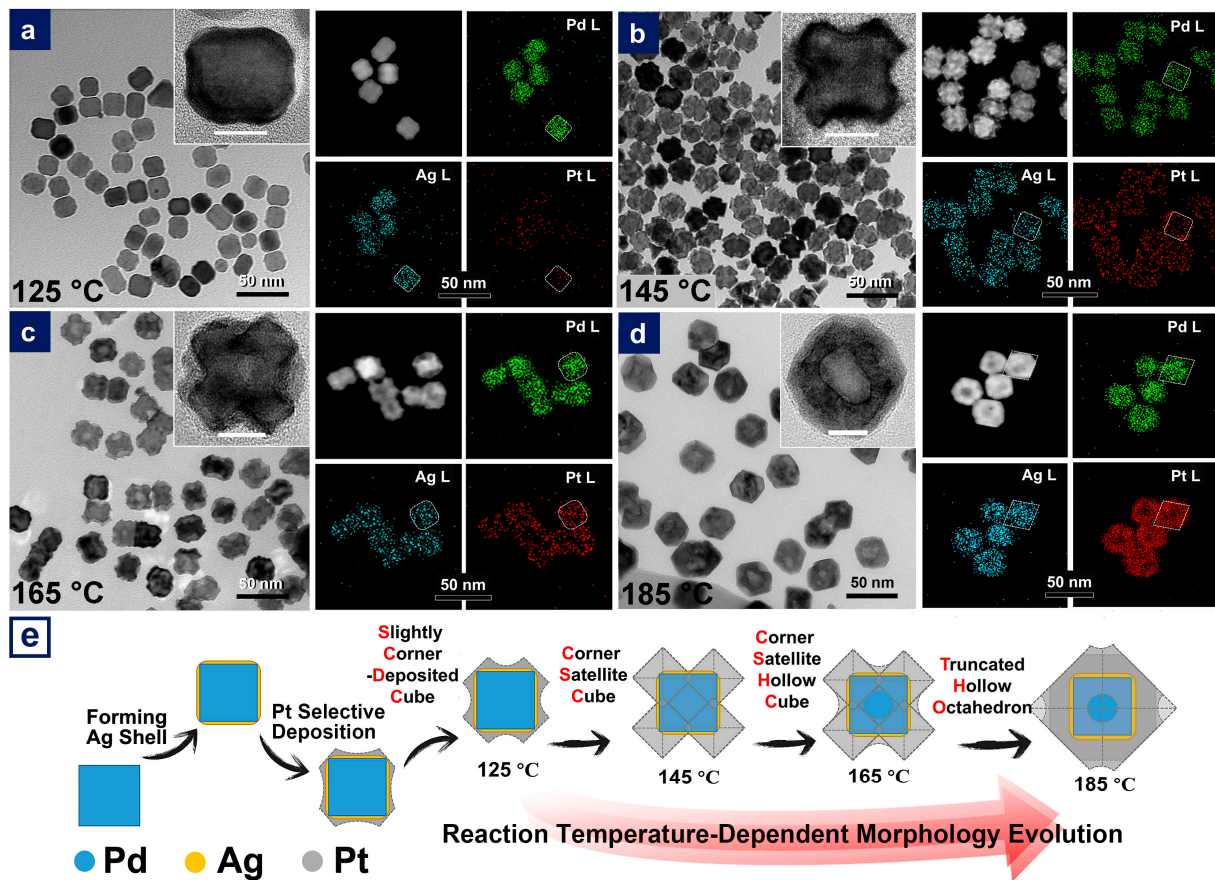 a
Pd L
Ag L
Pt L
125 °C
50 nm
50 nm
b
Pd L
Ag L
Pt L
145 °C
50 nm
50 nm
c
Pd L
Ag L
Pt L
165 °C
50 nm
50 nm
d
Pd L
Ag L
Pt L
185 °C
50 nm
50 nm
e
Forming
Ag Shell
Pt Selective
Deposition
Slightly
Corner
-Deposited
Cube
125 °C
Corner
Satellite
Cube
145 °C
Corner
Satellite
Hollow
Cube
165 °C
Truncated
Hollow
Octahedron
185 °C
Reaction Temperature-Dependent Morphology Evolution
Pd
Ag
Pt